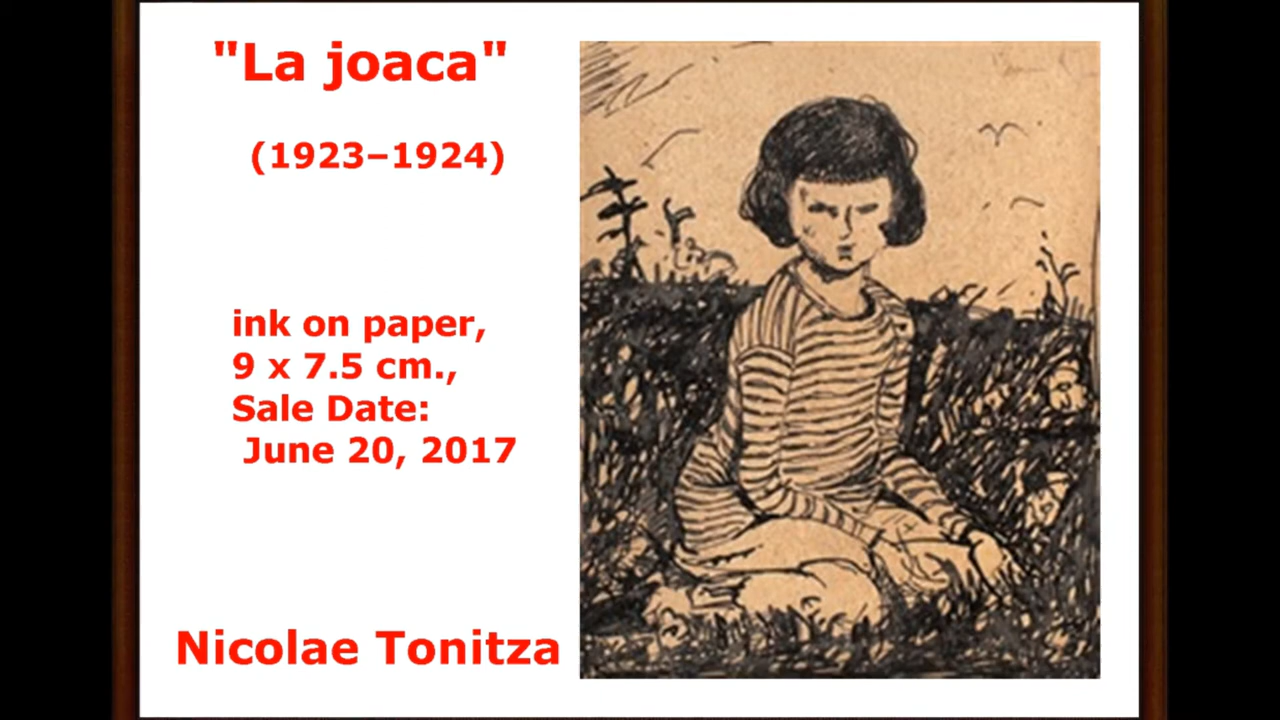 "La joaca"
(1923–1924)
ink on paper,
9 x 7.5 cm.,
Sale Date:
June 20, 2017
Nicolae Tonitza